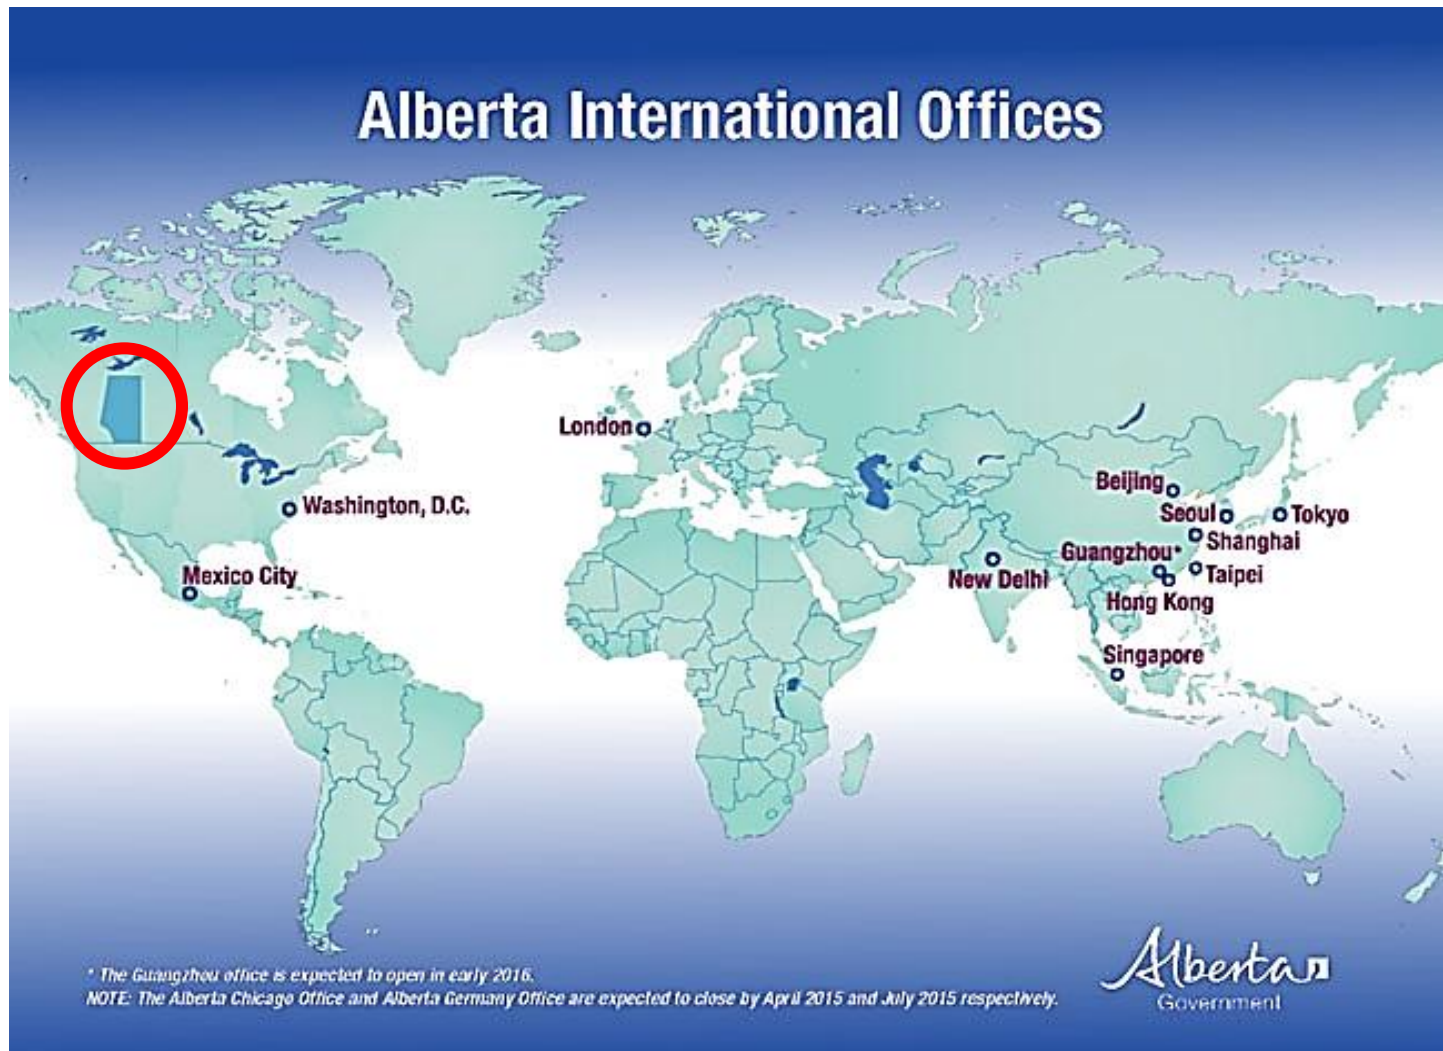 Alberta International Offices
London
Washington, D.C.
Mexico City
Beijing
Seoul
Tokyo
Shanghai
Guangzhou*
New Delhi
Taipei
Hong Kong
Singapore
* The Guangzhou office is expected to open in early 2016.
NOTE: The Alberta Chicago Office and Alberta Germany Office are expected to close by April 2015 and July 2015 respectively.
Alberta
Government